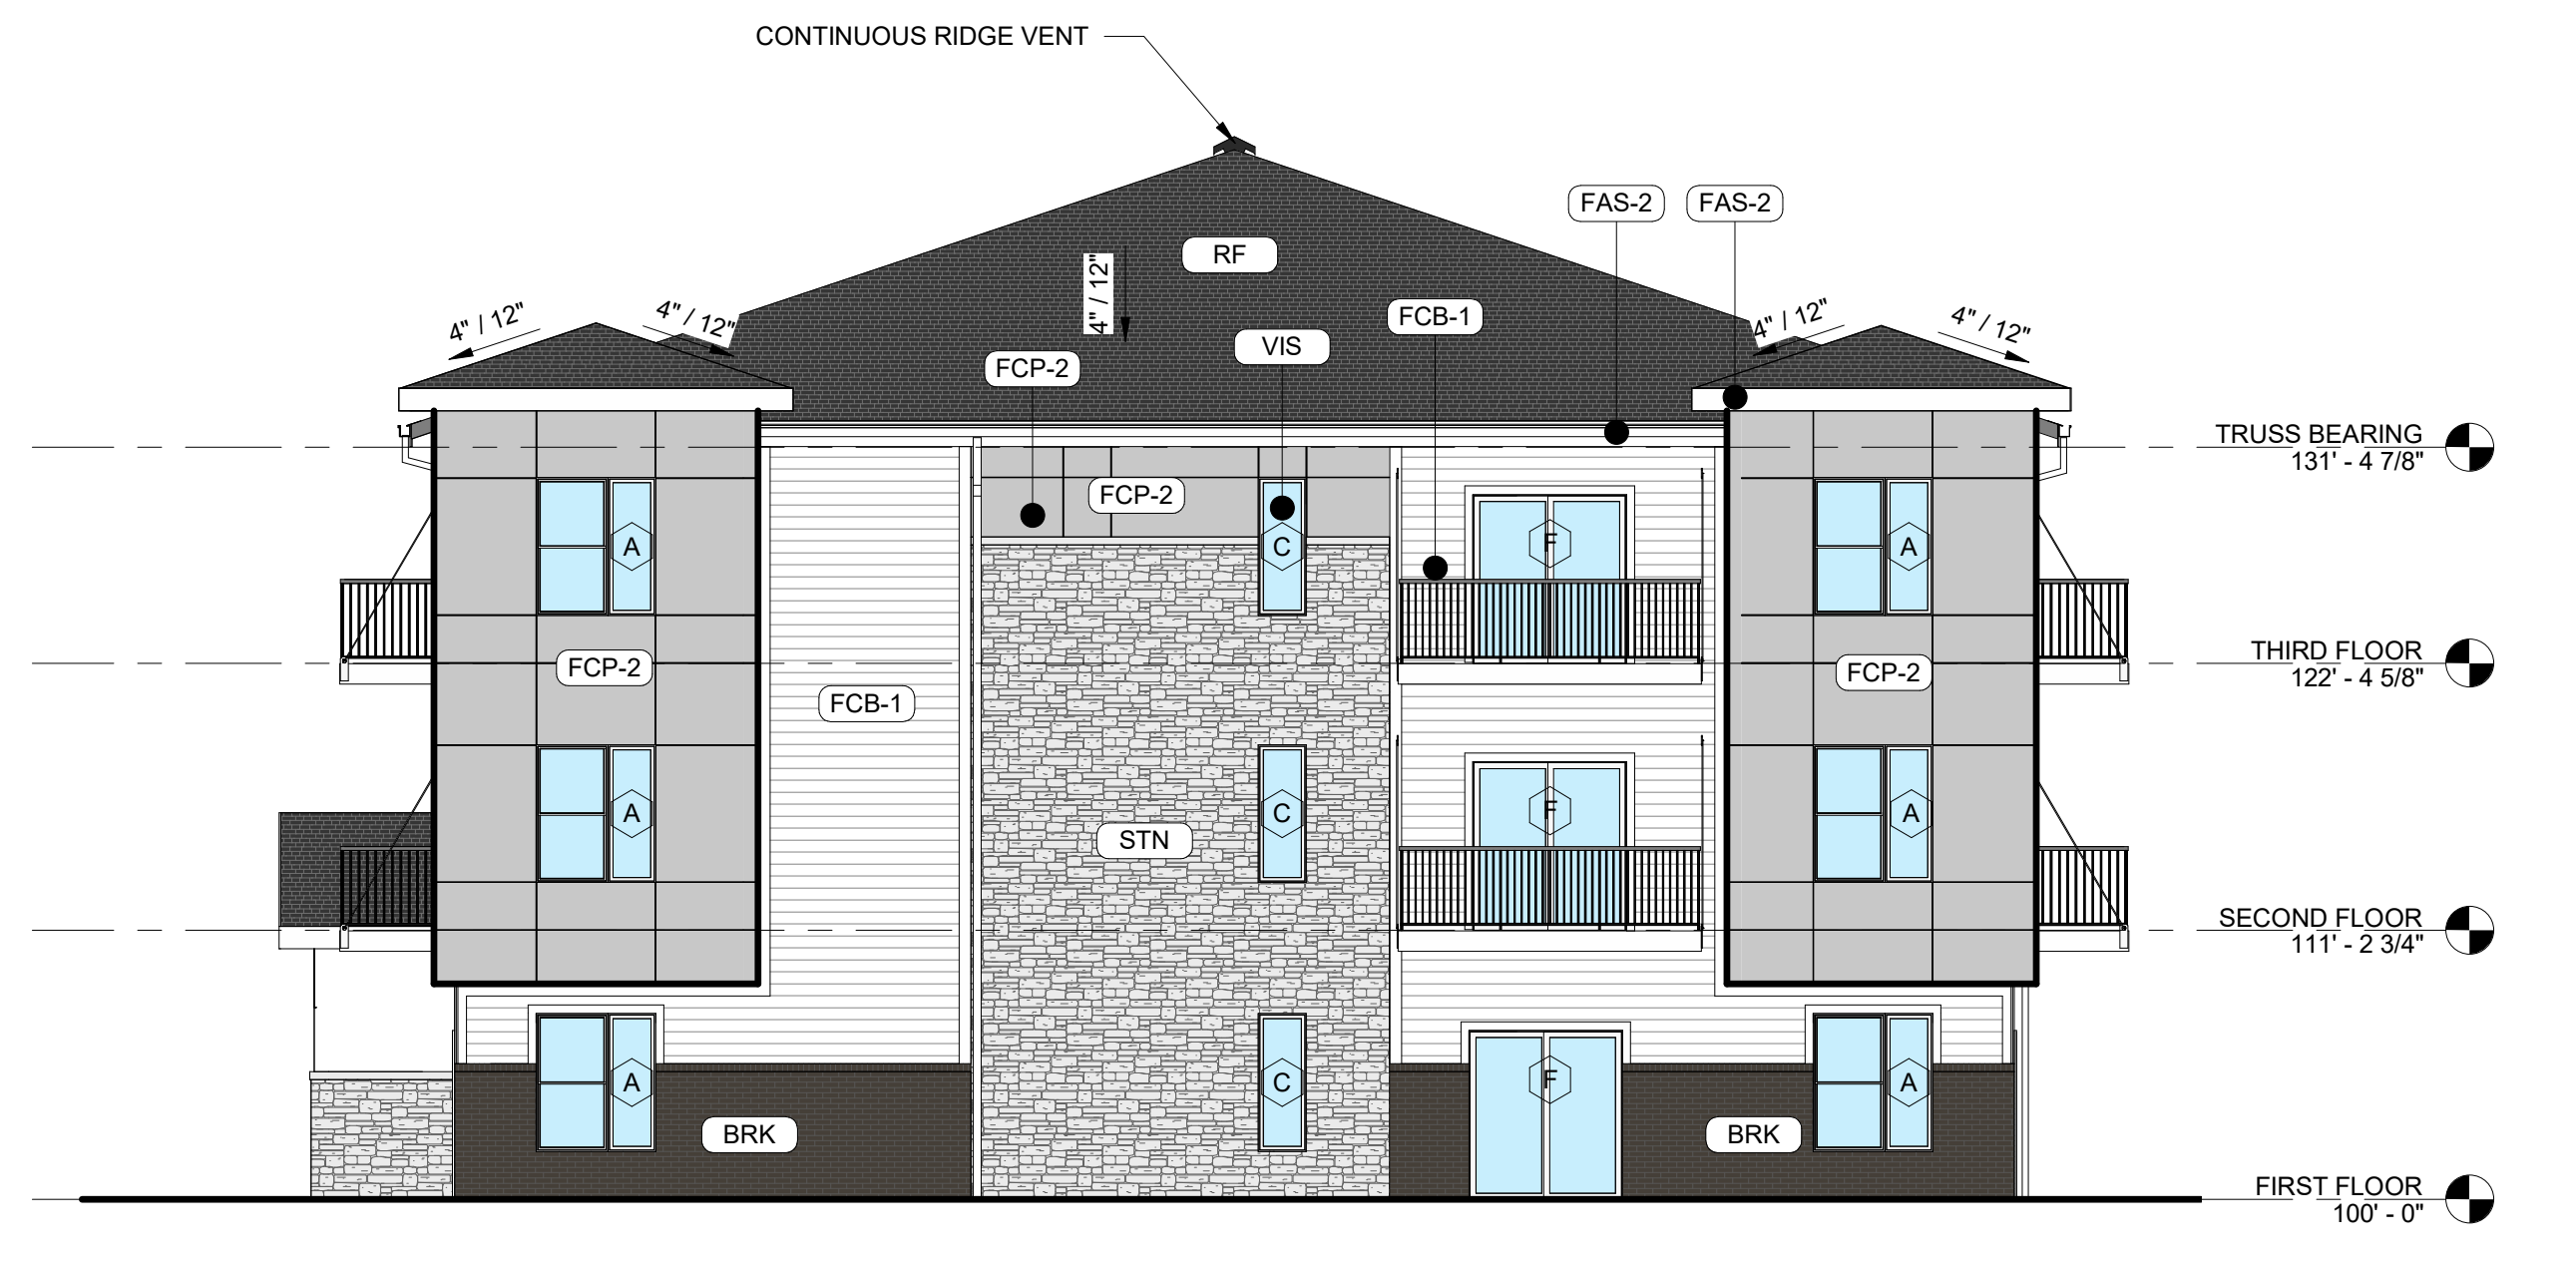 CONTINUOUS RIDGE VENT
FAS-2
FAS-2
RF
4" / 12"
4" / 12"
4" / 12"
4" / 12"
4" / 12"
FCB-1
VIS
FCP-2
TRUSS BEARING
131' - 4 7/8"
FCP-2
A
C
F
A
THIRD FLOOR
122' - 4 5/8"
FCP-2
FCP-2
FCB-1
A
C
F
A
STN
SECOND FLOOR
111' - 2 3/4"
A
C
F
A
BRK
BRK
FIRST FLOOR
100' - 0"